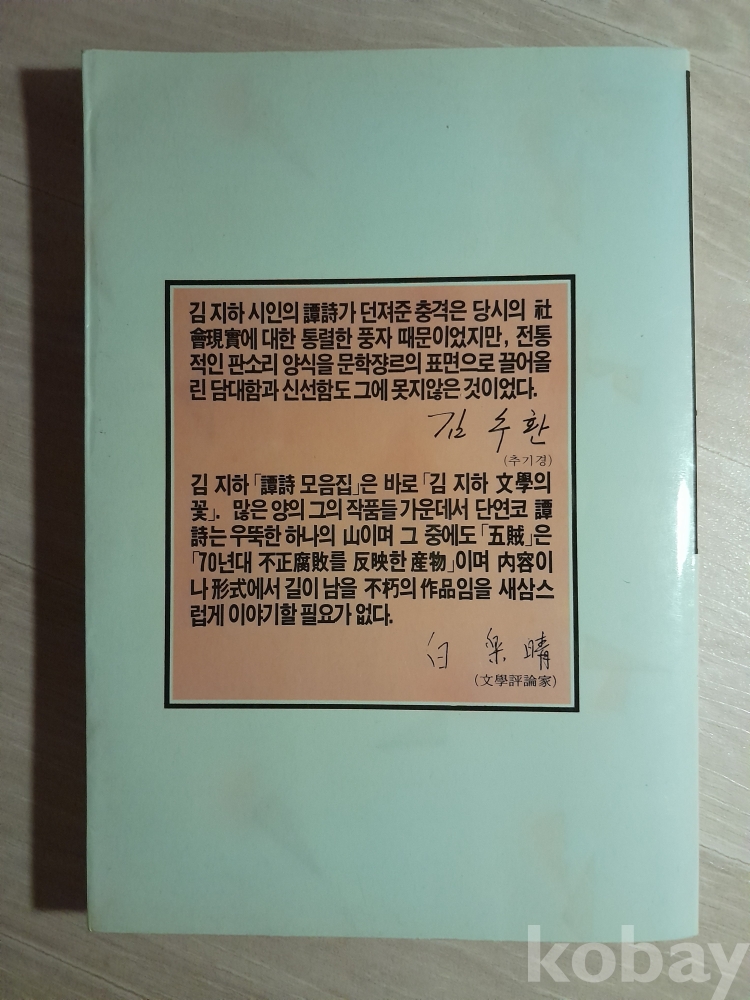 김 지하 시인의 譚詩가 던져준 충격은 당시의 社
會現實에 대한 통렬한 풍자 때문이었지만, 전통
적인 판소리 양식을 문학쟝르의 표면으로 끌어올
린 담대함과 신선함도 그에 못지않은 것이었다.
김 수환
(추기경)
김 지하 「譚詩 모음집」은 바로 「김 지하 文學의
꽃」. 많은 양의 그의 작품들 가운데서 단연코 譚
詩는 우뚝한 하나의 山이며 그 중에도 「五賊」은
「70년대 不正腐敗를 反映한 産物」이며 內容이
나 形式에서 길이 남을 不朽의 作品임을 새삼스
럽게 이야기할 필요가 없다.
白 樂 晴
(文學評論家)
kobay